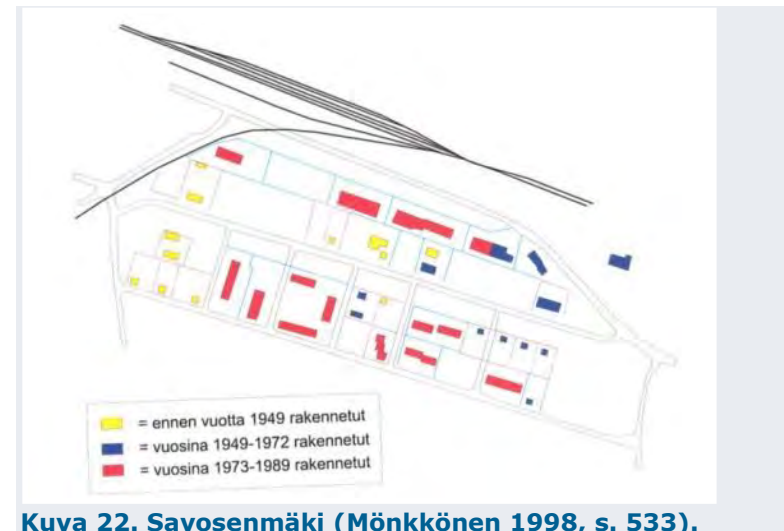 = ennen vuotta 1949 rakennetut
= vuosina 1949-1972 rakennetut
= vuosina 1973-1989 rakennetut
Kuva 22. Savosenmäki (Mönkkönen 1998, s. 533).